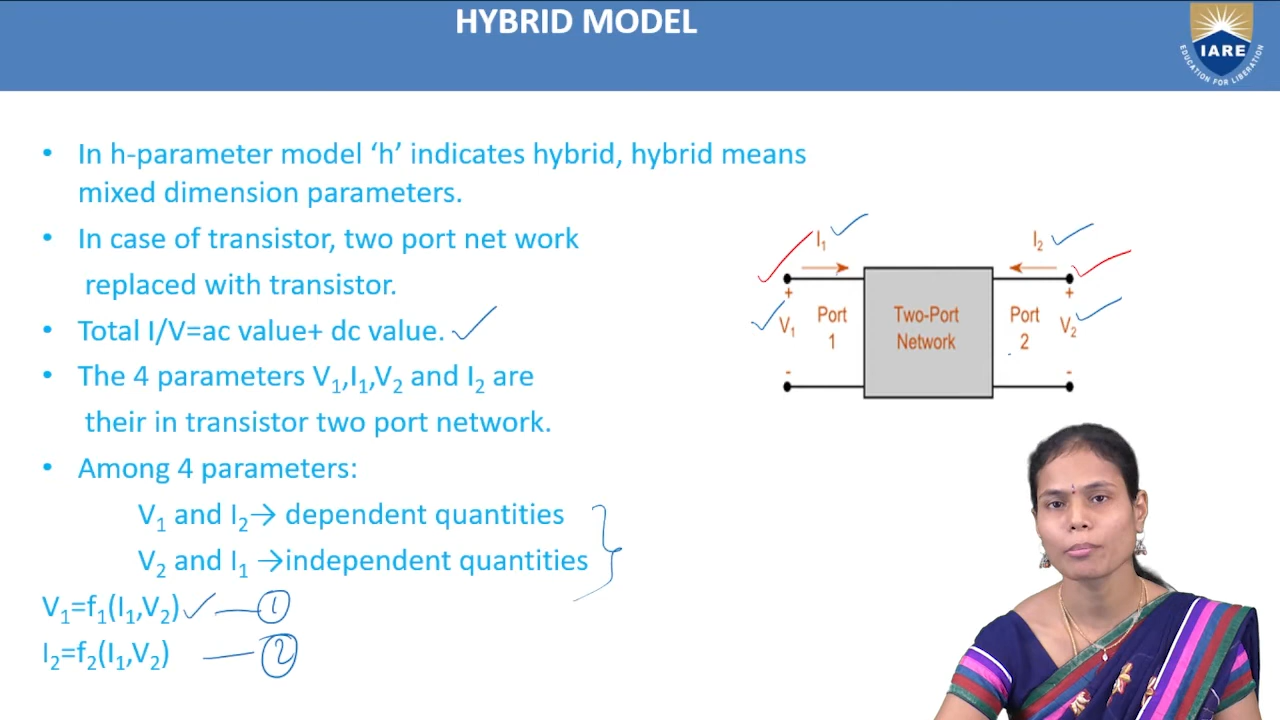 HYBRID MODEL
IARE
EDUCATION FOR LIBERATION
• In h-parameter model ‘h’ indicates hybrid, hybrid means
mixed dimension parameters.
• In case of transistor, two port net work
replaced with transistor.
• Total I/V=ac value+ dc value.
• The 4 parameters V₁,I₁,V₂ and I₂ are
their in transistor two port network.
• Among 4 parameters:
V₁ and I₂→ dependent quantities
V₂ and I₁ →independent quantities
V₁=f₁(I₁,V₂) — ①
I₂=f₂(I₁,V₂) — ②
I₁
I₂
+
+
V₁
Port
1
Two-Port
Network
Port
2
V₂
-
-